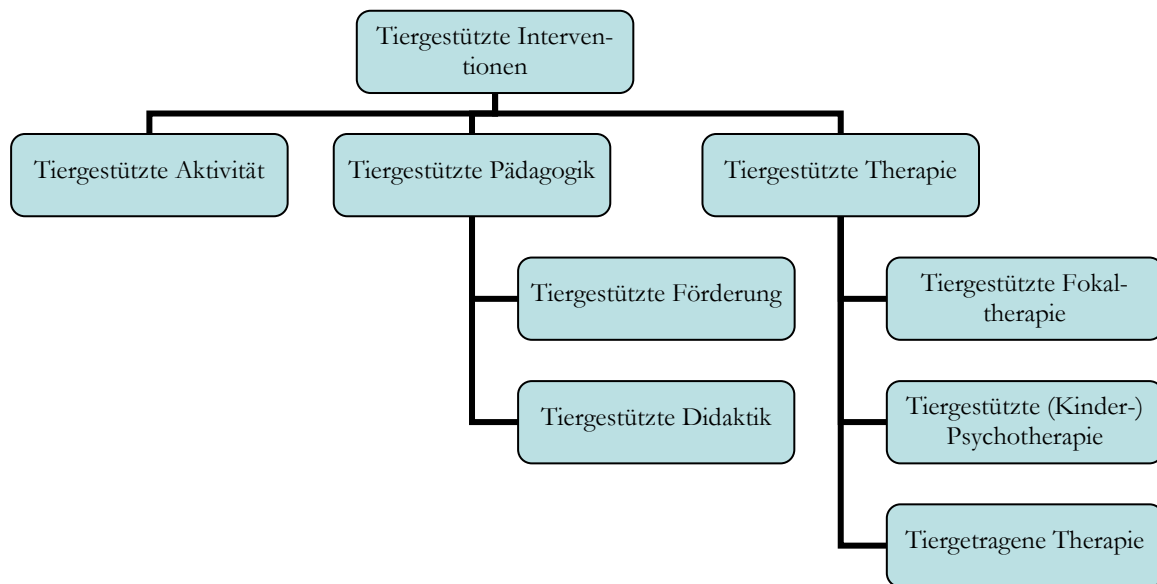 Tiergestützte Interven-
tionen
Tiergestützte Aktivität
Tiergestützte Pädagogik
Tiergestützte Therapie
Tiergestützte Förderung
Tiergestützte Fokal-
therapie
Tiergestützte Didaktik
Tiergestützte (Kinder-)
Psychotherapie
Tiergetragene Therapie